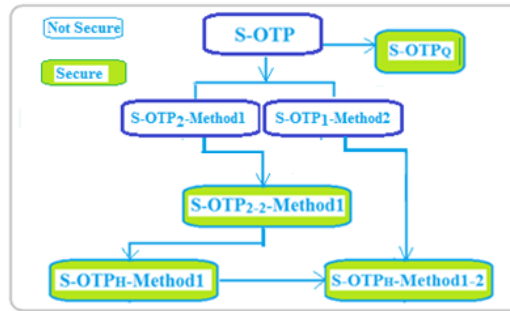 Not Secure
S-OTP
S-OTPQ
Secure
S-OTP2-Method1
S-OTP1-Method2
S-OTP2-2-Method1
S-OTPH-Method1
S-OTPH-Method1-2